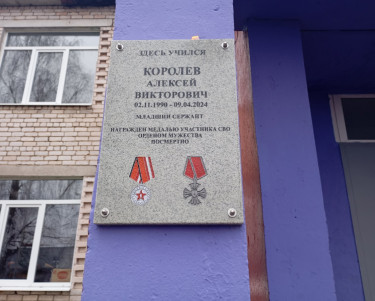 ЗДЕСЬ УЧИЛСЯ
КОРОЛЕВ
АЛЕКСЕЙ
ВИКТОРОВИЧ
02.11.1990 - 09.04.2024
МЛАДШИЙ СЕРЖАНТ
НАГРАЖДЕН МЕДАЛЬЮ УЧАСТНИКА СВО
ОРДЕНОМ МУЖЕСТВА
ПОСМЕРТНО